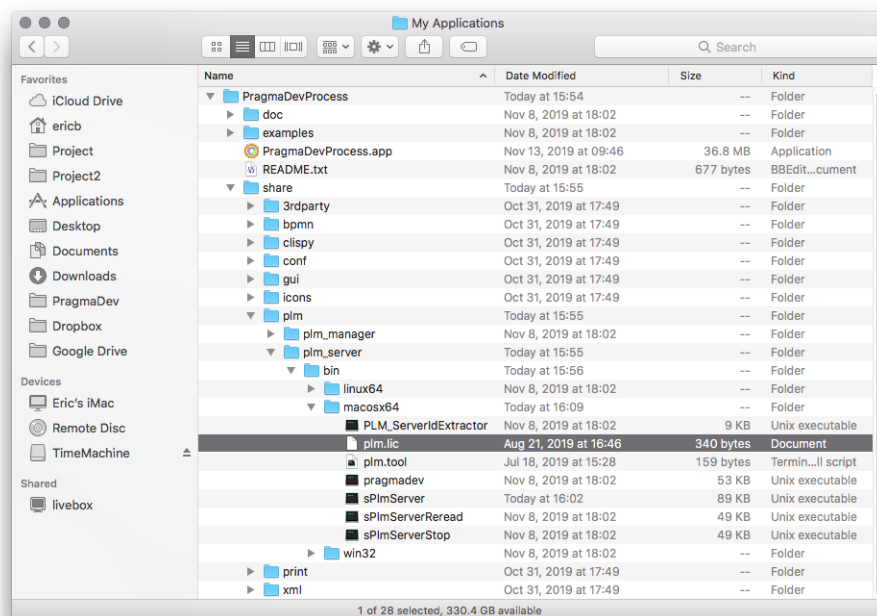 My Applications
Search
Favorites
iCloud Drive
ericb
Project
Project2
Applications
Desktop
Documents
Downloads
PragmaDev
Dropbox
Google Drive
Devices
Eric's iMac
Remote Disc
TimeMachine
Shared
livebox
Name Date Modified Size Kind
PragmaDevProcess Today at 15:54 -- Folder
doc Nov 8, 2019 at 18:02 -- Folder
examples Nov 8, 2019 at 18:02 -- Folder
PragmaDevProcess.app Nov 13, 2019 at 09:46 36.8 MB Application
README.txt Nov 8, 2019 at 18:02 677 bytes BBEdit...cument
share Today at 15:55 -- Folder
3rdparty Oct 31, 2019 at 17:49 -- Folder
bpmn Oct 31, 2019 at 17:49 -- Folder
clispy Oct 31, 2019 at 17:49 -- Folder
conf Oct 31, 2019 at 17:49 -- Folder
gui Oct 31, 2019 at 17:49 -- Folder
icons Oct 31, 2019 at 17:49 -- Folder
plm Today at 15:55 -- Folder
plm_manager Nov 8, 2019 at 18:02 -- Folder
plm_server Today at 15:55 -- Folder
bin Today at 15:56 -- Folder
linux64 Nov 8, 2019 at 18:02 -- Folder
macosx64 Today at 16:09 -- Folder
PLM_ServerIdExtractor Nov 8, 2019 at 18:02 9 KB Unix executable
plm.lic Aug 21, 2019 at 16:46 340 bytes Document
plm.tool Jul 18, 2019 at 15:28 159 bytes Termin...ll script
pragmadev Nov 8, 2019 at 18:02 53 KB Unix executable
sPlmServer Today at 16:02 89 KB Unix executable
sPlmServerReread Nov 8, 2019 at 18:02 49 KB Unix executable
sPlmServerStop Nov 8, 2019 at 18:02 49 KB Unix executable
win32 Nov 8, 2019 at 18:02 -- Folder
print Oct 31, 2019 at 17:49 -- Folder
xml Oct 31, 2019 at 17:49 -- Folder
1 of 28 selected, 330.4 GB available